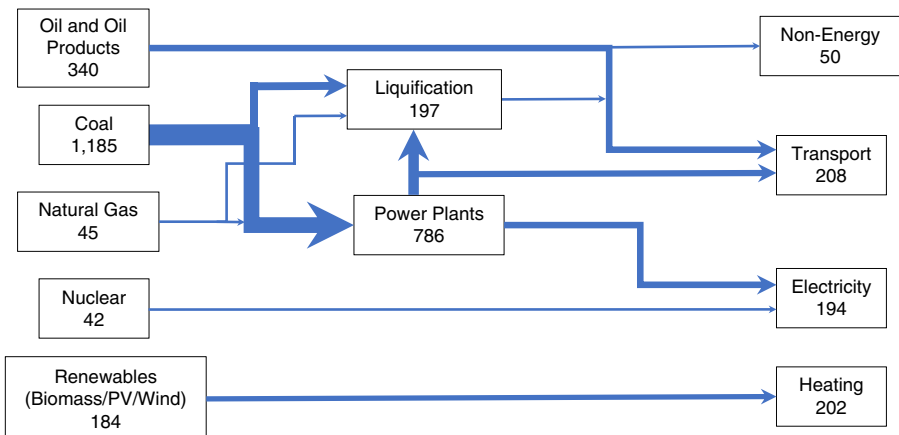 Oil and Oil
Products
340
Non-Energy
50
Liquification
197
Coal
1,185
Transport
208
Natural Gas
45
Power Plants
786
Nuclear
42
Electricity
194
Renewables
(Biomass/PV/Wind)
184
Heating
202